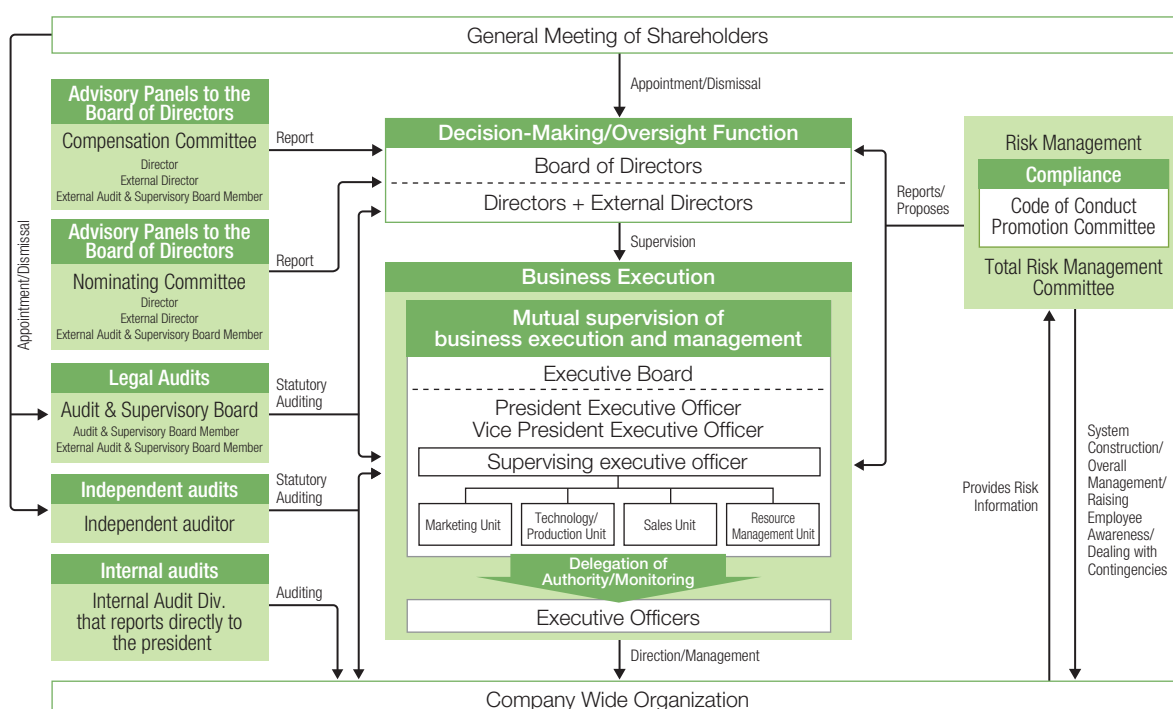 General Meeting of Shareholders
Appointment/Dismissal
Appointment/Dismissal
Advisory Panels to the
Board of Directors
Compensation Committee
Director
External Director
External Audit & Supervisory Board Member
Report
Advisory Panels to the
Board of Directors
Nominating Committee
Director
External Director
External Audit & Supervisory Board Member
Report
Legal Audits
Audit & Supervisory Board
Audit & Supervisory Board Member
External Audit & Supervisory Board Member
Statutory
Auditing
Independent audits
Independent auditor
Statutory
Auditing
Internal audits
Internal Audit Div.
that reports directly to
the president
Auditing
Decision-Making/Oversight Function
Board of Directors
Directors + External Directors
Supervision
Business Execution
Mutual supervision of
business execution and management
Executive Board
President Executive Officer
Vice President Executive Officer
Supervising executive officer
Marketing Unit
Technology/
Production Unit
Sales Unit
Resource
Management Unit
Delegation of
Authority/Monitoring
Executive Officers
Direction/Management
Reports/
Proposes
Risk Management
Compliance
Code of Conduct
Promotion Committee
Total Risk Management
Committee
Provides Risk
Information
System
Construction/
Overall
Management/
Raising
Employee
Awareness/
Dealing with
Contingencies
Company Wide Organization